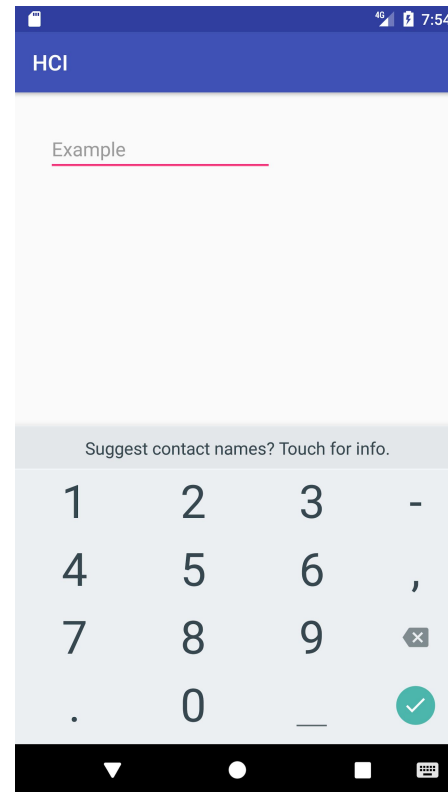 4G 7:54
HCI
Example
Suggest contact names? Touch for info.
1 2 3 -
4 5 6 ,
7 8 9
. 0 _